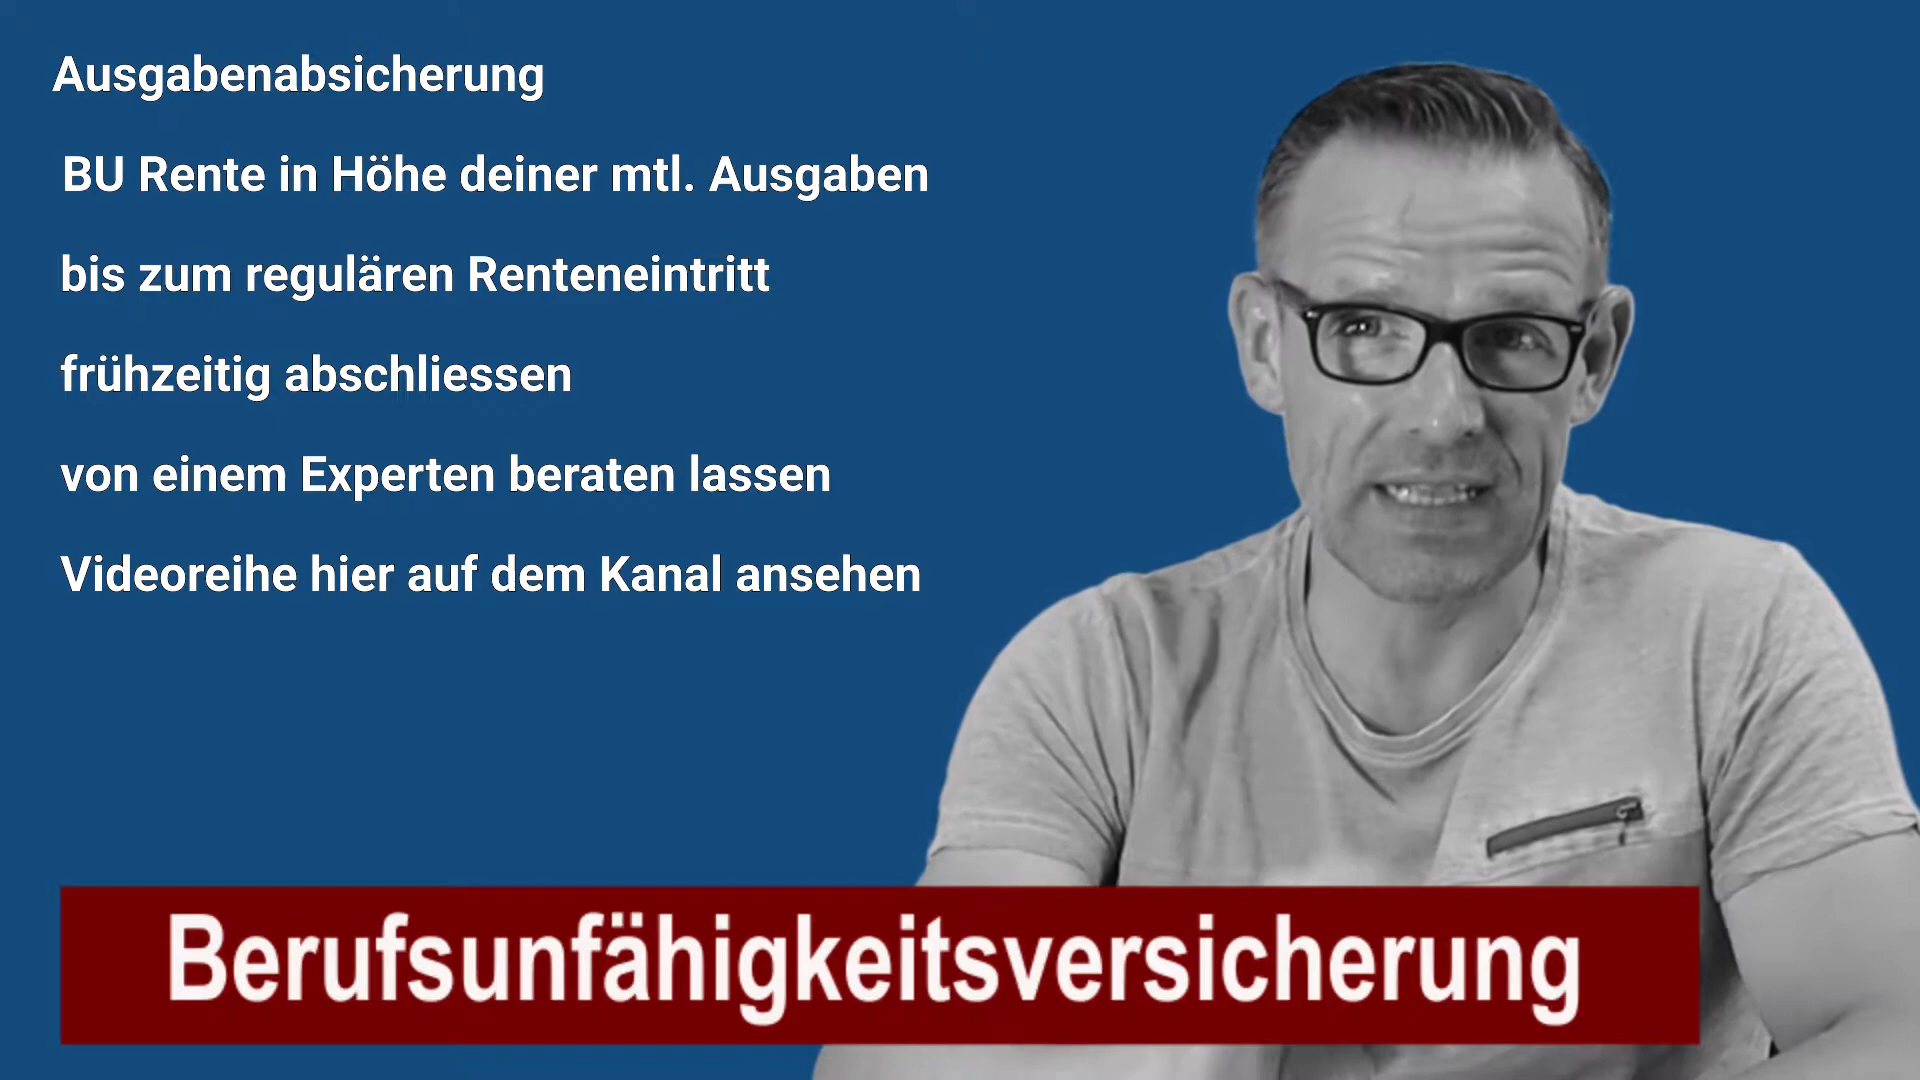 Ausgabenabsicherung
BU Rente in Höhe deiner mtl. Ausgaben
bis zum regulären Renteneintritt
frühzeitig abschliessen
von einem Experten beraten lassen
Videoreihe hier auf dem Kanal ansehen
Berufsunfähigkeitsversicherung